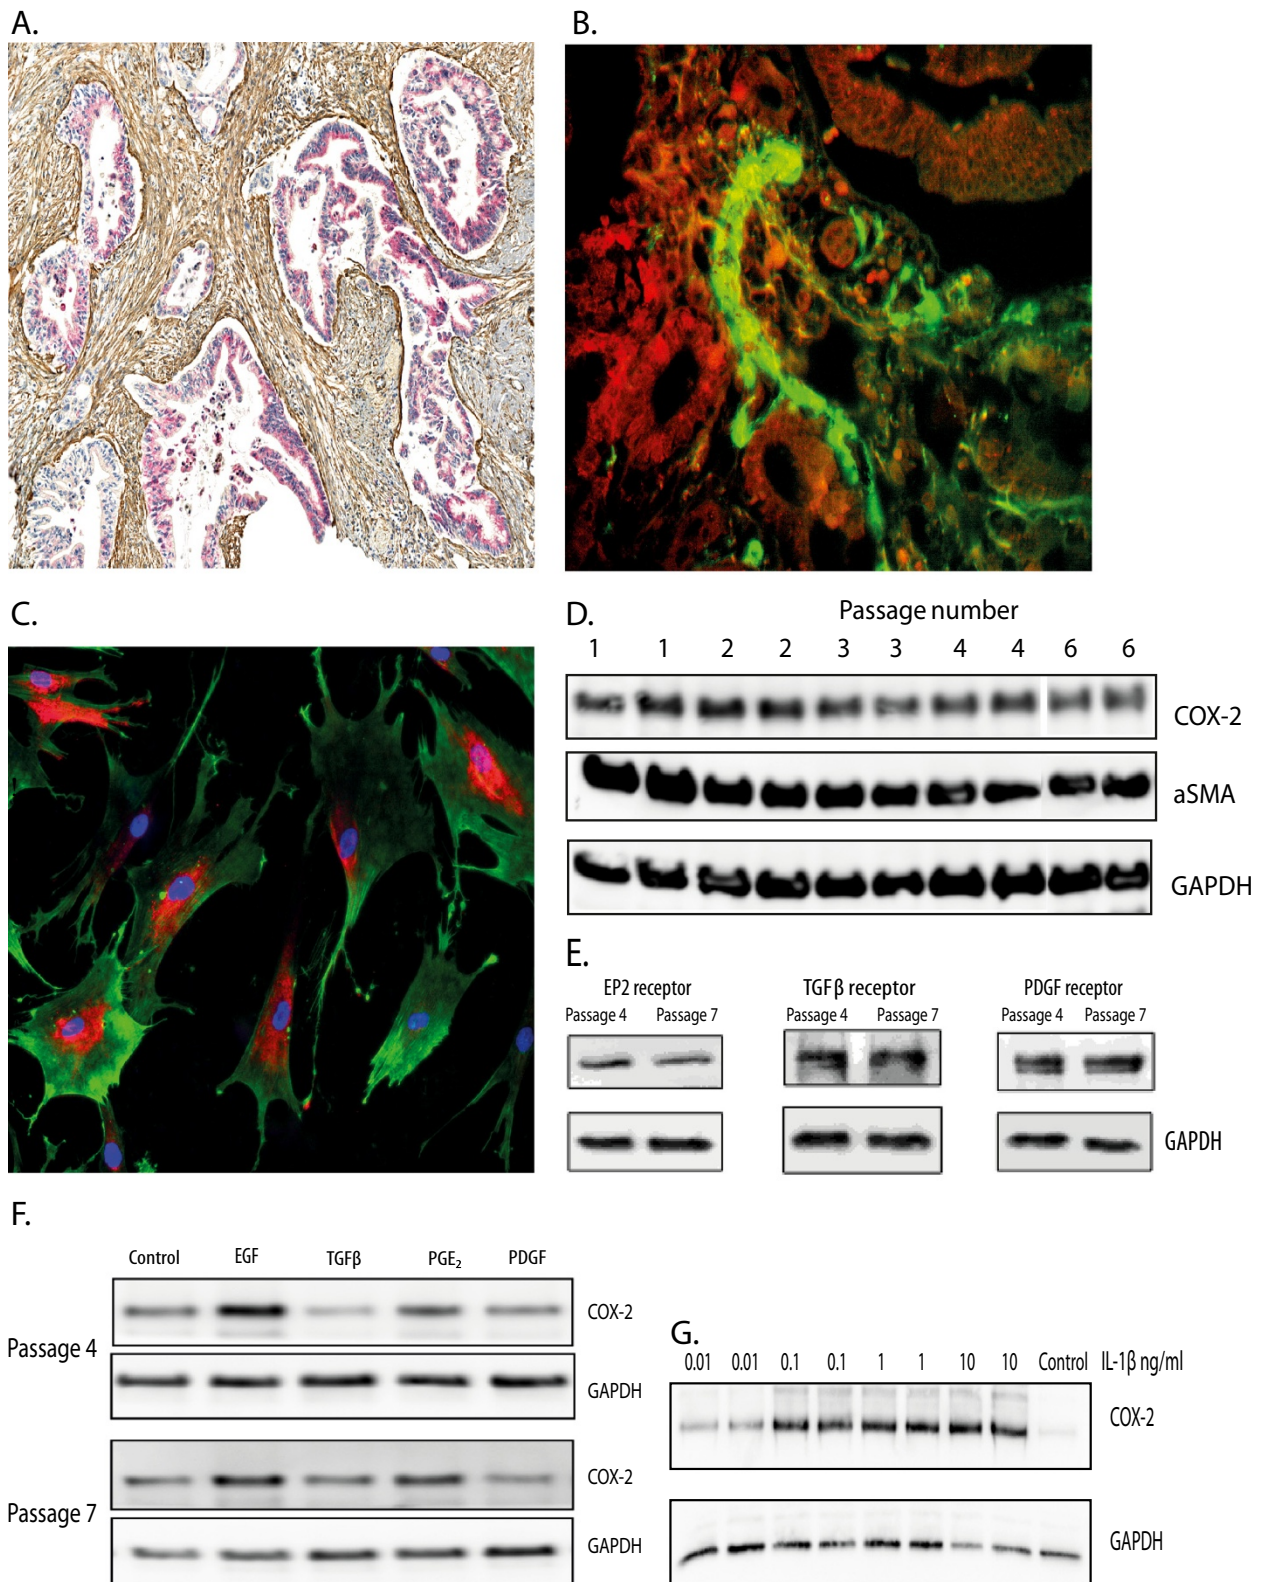 A.
B.
C.
D.
Passage number
1 1 2 2 3 3 4 4 6 6
COX-2
aSMA
GAPDH
E.
EP2 receptor
Passage 4 Passage 7
TGFβ receptor
Passage 4 Passage 7
PDGF receptor
Passage 4 Passage 7
GAPDH
F.
Control EGF TGFβ PGE₂ PDGF
Passage 4
COX-2
GAPDH
Passage 7
COX-2
GAPDH
G.
0.01 0.01 0.1 0.1 1 1 10 10 Control IL-1β ng/ml
COX-2
GAPDH